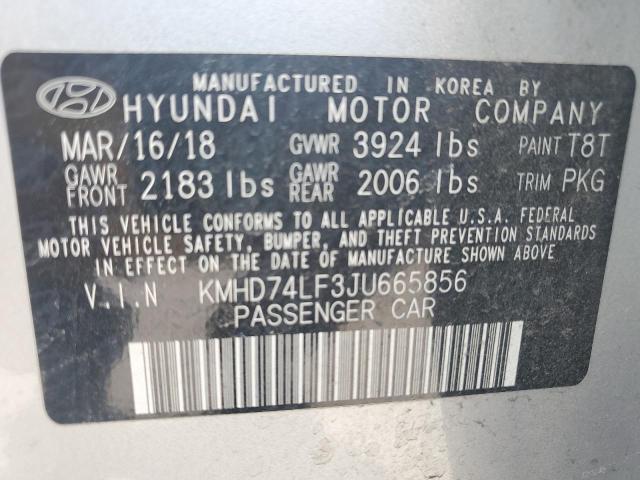 MANUFACTURED IN KOREA BY
HYUNDAI MOTOR COMPANY
MAR/16/18 GVWR 3924 lbs PAINT T8T
GAWR FRONT 2183 lbs GAWR REAR 2006 lbs TRIM PKG
THIS VEHICLE CONFORMS TO ALL APPLICABLE U.S.A. FEDERAL
MOTOR VEHICLE SAFETY, BUMPER, AND THEFT PREVENTION STANDARDS
IN EFFECT ON THE DATE OF MANUFACTURE SHOWN ABOVE.
V.I.N KMHD74LF3JU665856
PASSENGER CAR